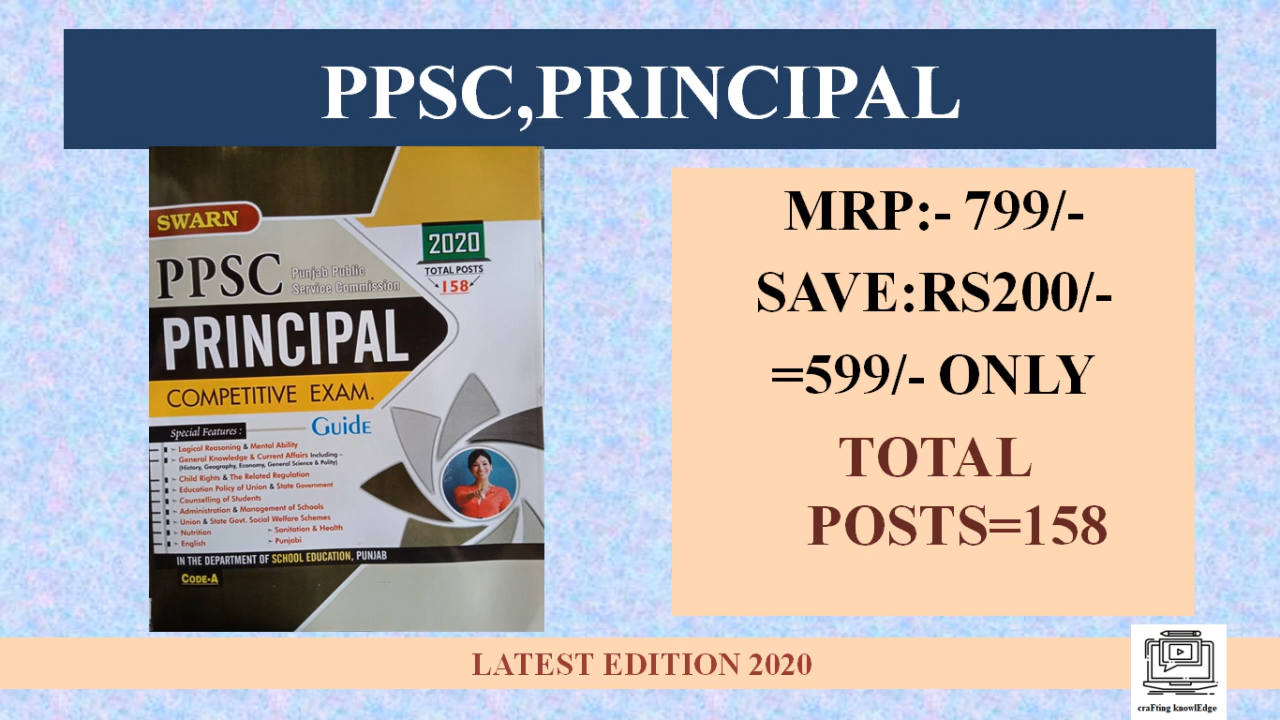 PPSC,PRINCIPAL
SWARN
2020
TOTAL POSTS
158
PPSC Punjab Public
Service Commission
PRINCIPAL
COMPETITIVE EXAM.
Guide
Special Features :
➢ Logical Reasoning & Mental Ability
➢ General Knowledge & Current Affairs Including –
(History, Geography, Economy, General Science & Polity)
➢ Child Rights & The Related Regulation
➢ Education Policy of Union & State Government
➢ Counselling of Students
➢ Administration & Management of Schools
➢ Union & State Govt. Social Welfare Schemes
➢ Nutrition ➢ Sanitation & Health
➢ English ➢ Punjabi
IN THE DEPARTMENT OF SCHOOL EDUCATION, PUNJAB
CODE-A
MRP:- 799/-
SAVE:RS200/-
=599/- ONLY
TOTAL
POSTS=158
LATEST EDITION 2020
craFting knowlEdge